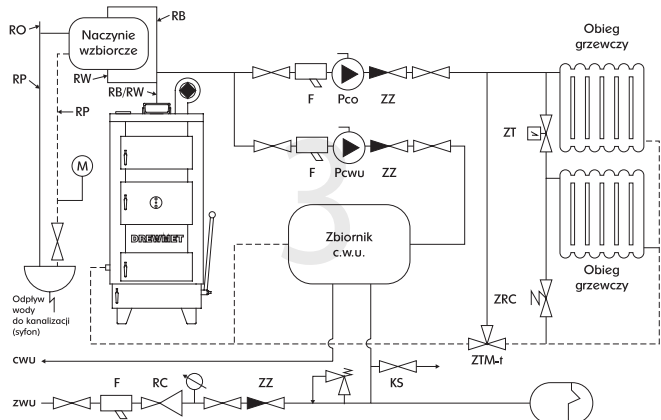 RO
RB
Naczynie
wzbiorcze
Obieg
grzewczy
RP
RW
RB/RW
RP
F
Pco
ZZ
ZT
M
F
Pcwu
ZZ
3
DREWMET
Zbiornik
c.w.u.
Obieg
grzewczy
Odpływ
wody
do kanalizacji
(syfon)
ZRC
ZTM-t
CWU
KS
F
RC
ZZ
ZWU